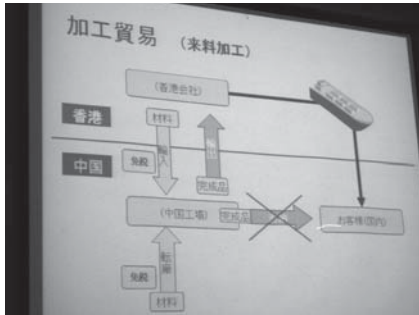 加工貿易 (来料加工)
(香港会社)
香港
材料
輸入
輸出
中国
免税
完成品
(中国工場)
完成品
お客様(国内)
転廠
免税
材料